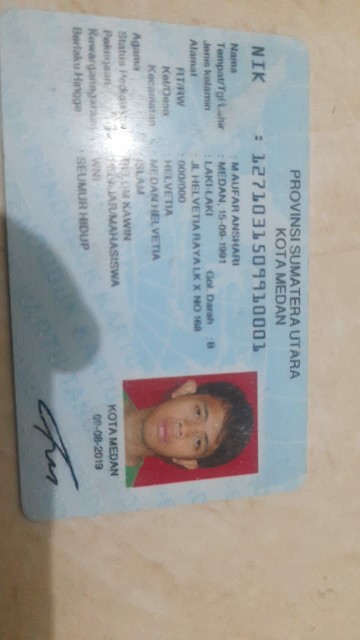 PROVINSI SUMATERA UTARA
KOTA MEDAN
NIK : 1271031509910001
Nama : M AUFAR ANSHARI
Tempat/Tgl Lahir : MEDAN, 15-09-1991
Jenis kelamin : LAKI-LAKI Gol. Darah : B
Alamat : JL HELVETIA RAYA LK X NO 168
RT/RW : 000/000
Kel/Desa : HELVETIA
Kecamatan : MEDAN HELVETIA
Agama : ISLAM
Status Perkawinan: BELUM KAWIN
Pekerjaan : PELAJAR/MAHASISWA
Kewarganegaraan: WNI
Berlaku Hingga : SEUMUR HIDUP
KOTA MEDAN
08-08-2019